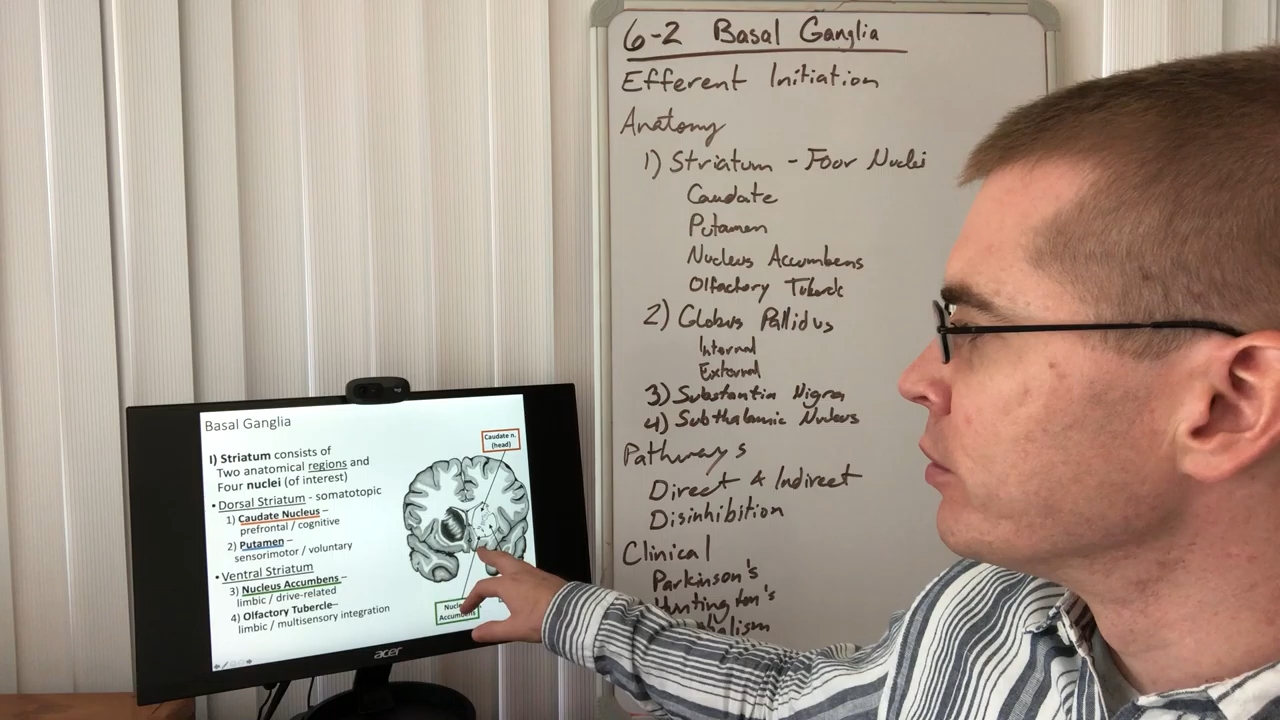 6-2 Basal Ganglia
Efferent Initiation
Anatomy
1) Striatum - Four Nuclei
Caudate
Putamen
Nucleus Accumbens
Olfactory Tubercle
2) Globus Pallidus
Internal
External
3) Substantia Nigra
4) Subthalamic Nucleus
Pathways
Direct & Indirect
Disinhibition
Clinical
Parkinson's
Huntington's
Basal Ganglia
I) Striatum consists of
Two anatomical regions and
Four nuclei (of interest)
• Dorsal Striatum - somatotopic
1) Caudate Nucleus –
prefrontal / cognitive
2) Putamen –
sensorimotor / voluntary
• Ventral Striatum
3) Nucleus Accumbens –
limbic / drive-related
4) Olfactory Tubercle–
limbic / multisensory integration
Caudate n.
(head)
Accumbens
acer